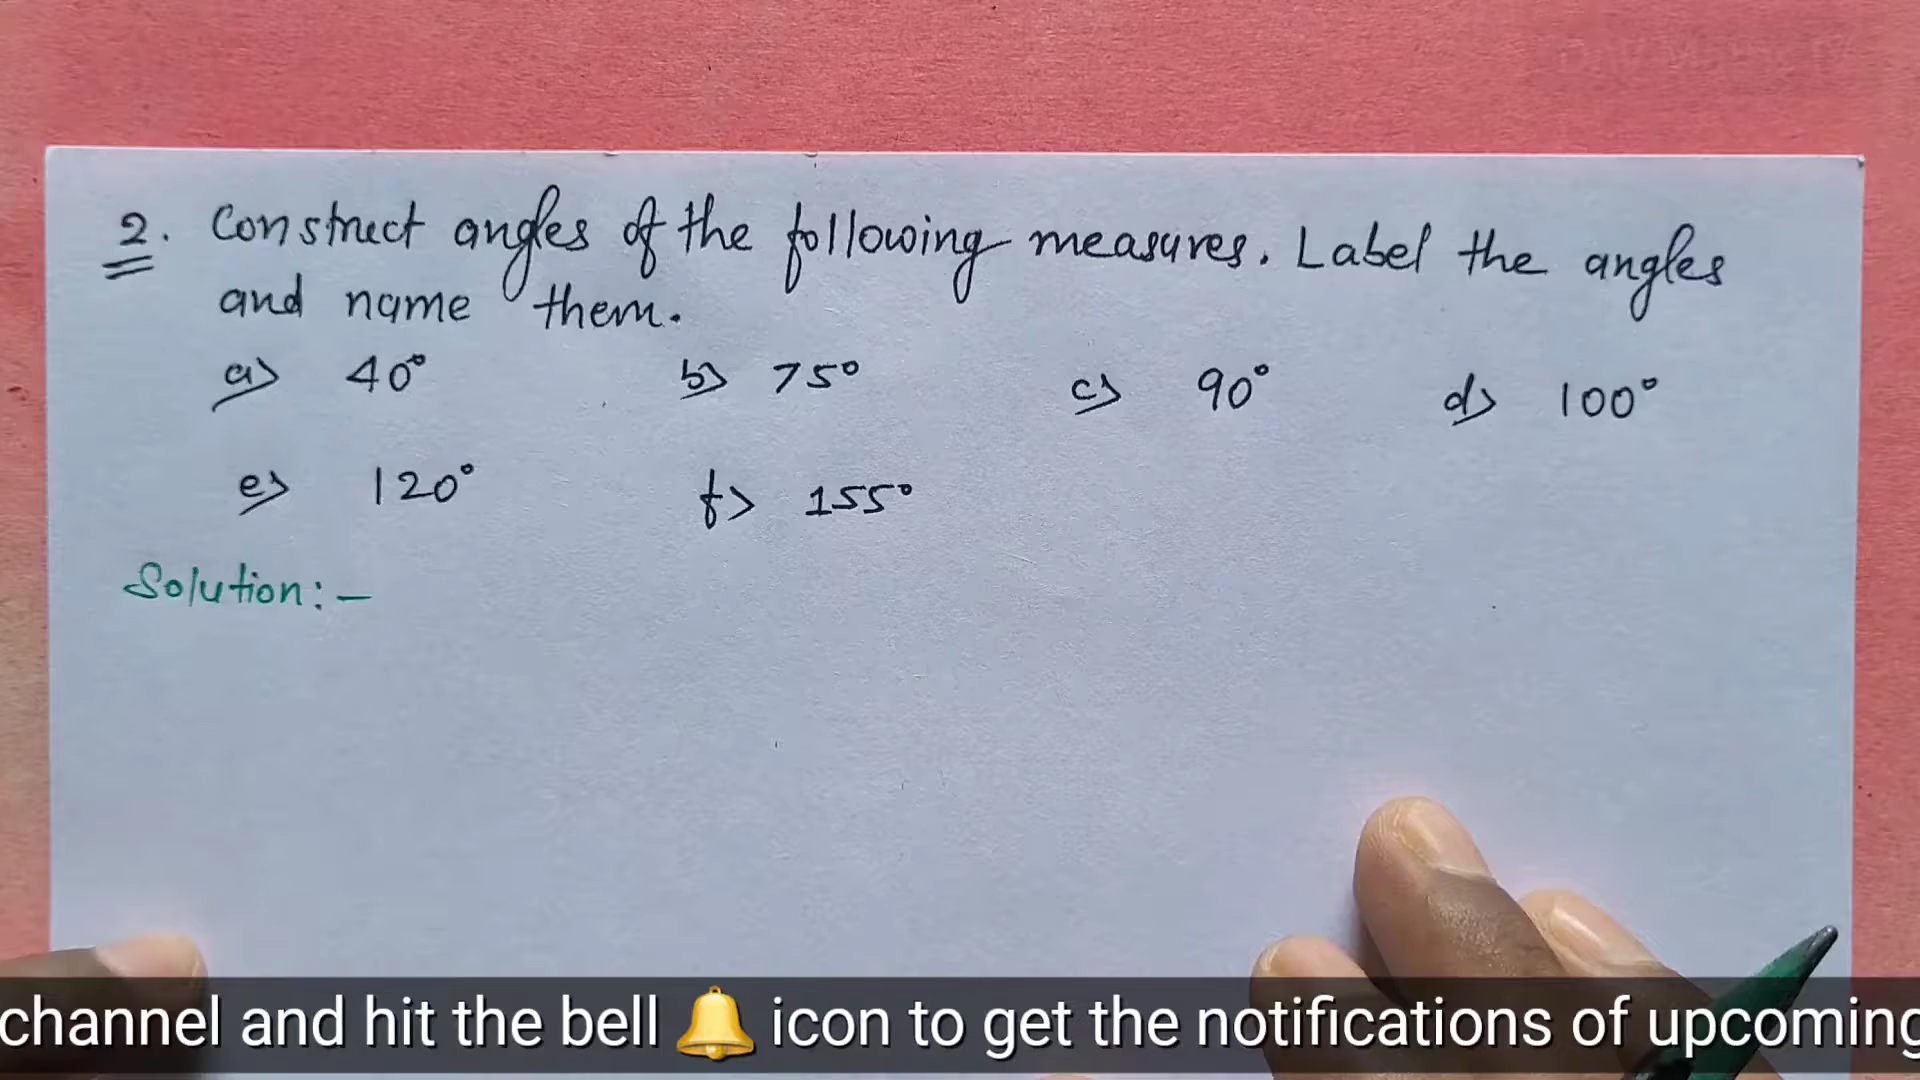 2. Construct angles of the following measures. Label the angles
and name them.
a) 40° b) 75° c) 90° d) 100°
e) 120° f) 155°
Solution:-
channel and hit the bell 🔔 icon to get the notifications of upcoming